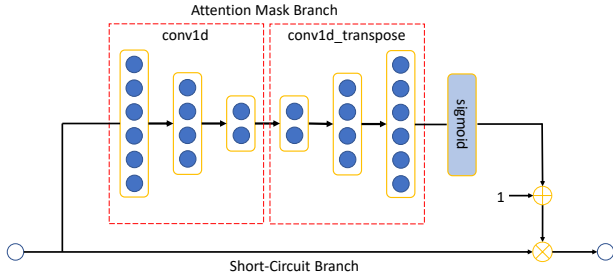 Attention Mask Branch
conv1d
conv1d_transpose
sigmoid
1
Short-Circuit Branch